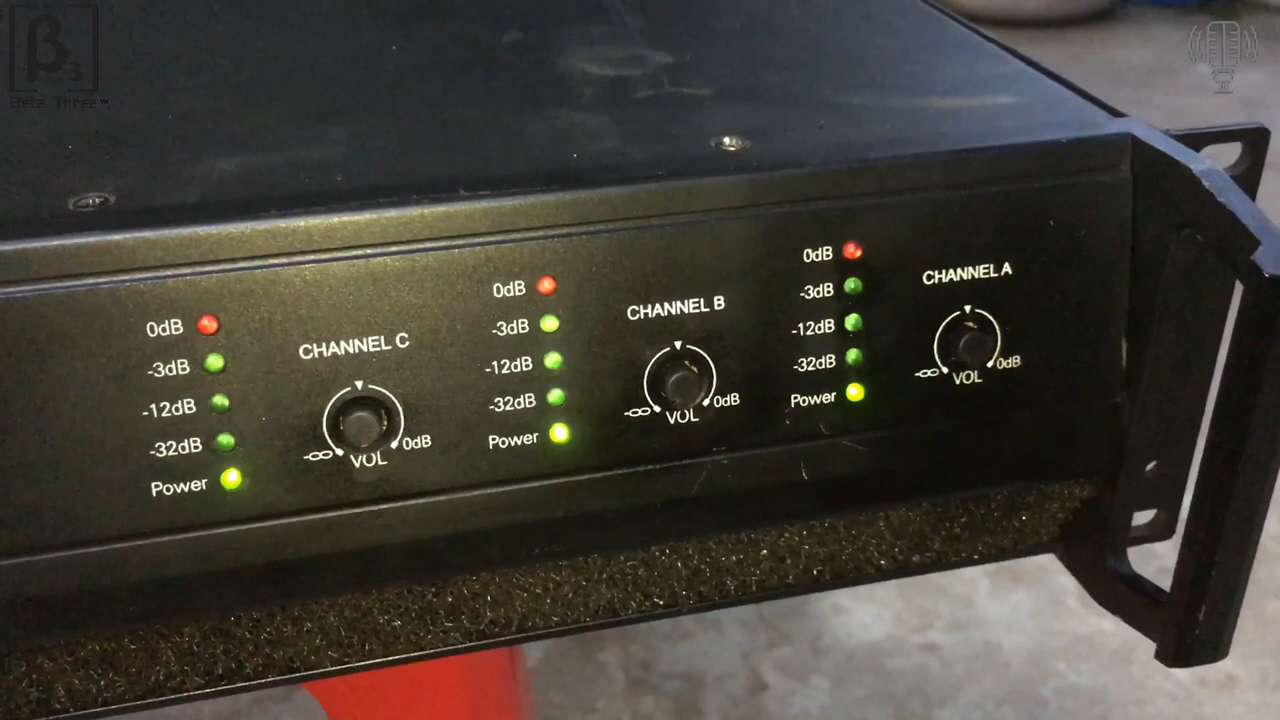 β3
Beta Three™
0dB
-3dB
-12dB
-32dB
Power
CHANNEL C
-∞
VOL
0dB
0dB
-3dB
-12dB
-32dB
Power
CHANNEL B
-∞
VOL
0dB
0dB
-3dB
-12dB
-32dB
Power
CHANNEL A
-∞
VOL
0dB